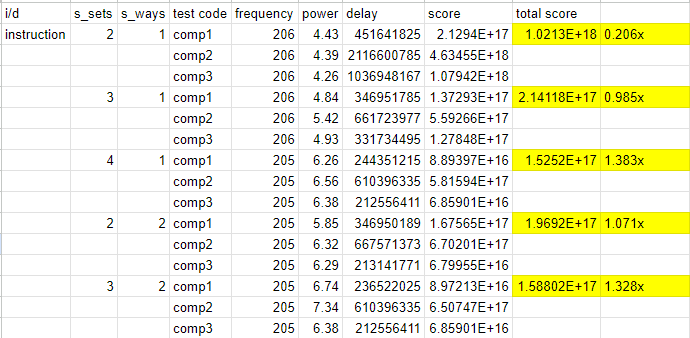 i/d s_sets s_ways test code frequency power delay score total score
instruction 2 1 comp1 206 4.43 451641825 2.1294E+17 1.0213E+18 0.206x
comp2 206 4.39 2116600785 4.63455E+18
comp3 206 4.26 1036948167 1.07942E+18
3 1 comp1 206 4.84 346951785 1.37293E+17 2.14118E+17 0.985x
comp2 206 5.42 661723977 5.59266E+17
comp3 206 4.93 331734495 1.27848E+17
4 1 comp1 205 6.26 244351215 8.89397E+16 1.5252E+17 1.383x
comp2 205 6.56 610396335 5.81594E+17
comp3 205 6.38 212556411 6.85901E+16
2 2 comp1 205 5.85 346950189 1.67565E+17 1.9692E+17 1.071x
comp2 205 6.32 667571373 6.70201E+17
comp3 205 6.29 213141771 6.79955E+16
3 2 comp1 205 6.74 236522025 8.97213E+16 1.58802E+17 1.328x
comp2 205 7.34 610396335 6.50747E+17
comp3 205 6.38 212556411 6.85901E+16